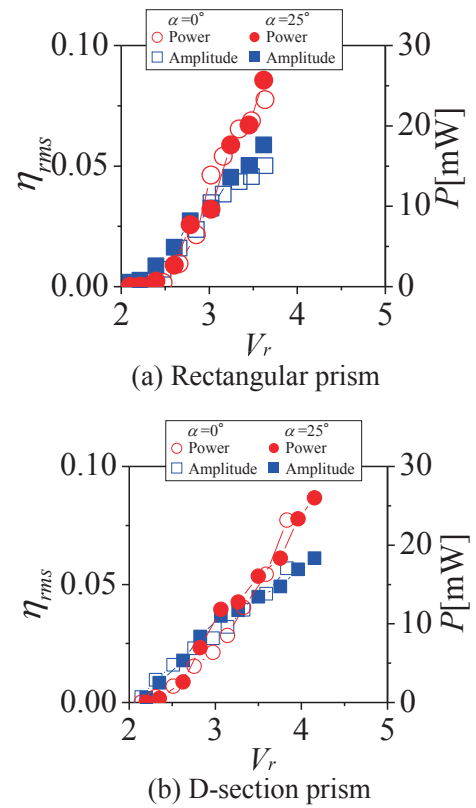 α=0° α=25°
Power Power
Amplitude Amplitude
0.10
0.05
0.00
η_rms
30
20
10
0
P[mW]
2 3 4 5
V_r
(a) Rectangular prism
α=0° α=25°
Power Power
Amplitude Amplitude
0.10
0.05
0.00
η_rms
30
20
10
0
P[mW]
2 3 4 5
V_r
(b) D-section prism